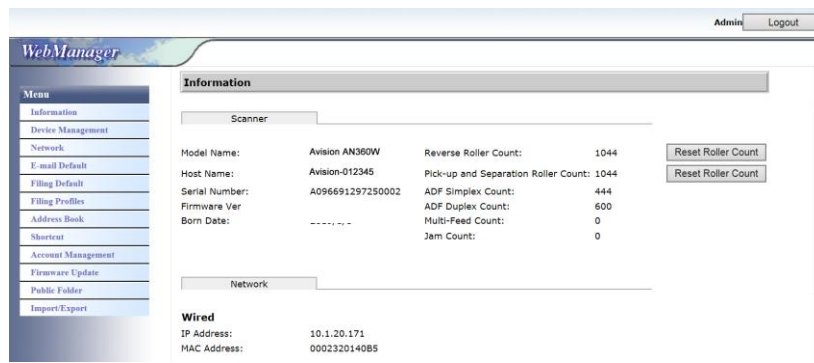 Admin Logout
WebManager
Menu
Information
Device Management
Network
E-mail Default
Filing Default
Filing Profiles
Address Book
Shortcut
Account Management
Firmware Update
Public Folder
Import/Export
Information
Scanner
Model Name: Avision AN360W Reverse Roller Count: 1044 Reset Roller Count
Host Name: Avision-012345 Pick-up and Separation Roller Count: 1044 Reset Roller Count
Serial Number: A096691297250002 ADF Simplex Count: 444
Firmware Ver ADF Duplex Count: 600
Born Date: Multi-Feed Count: 0
Jam Count: 0
Network
Wired
IP Address: 10.1.20.171
MAC Address: 0002320140B5